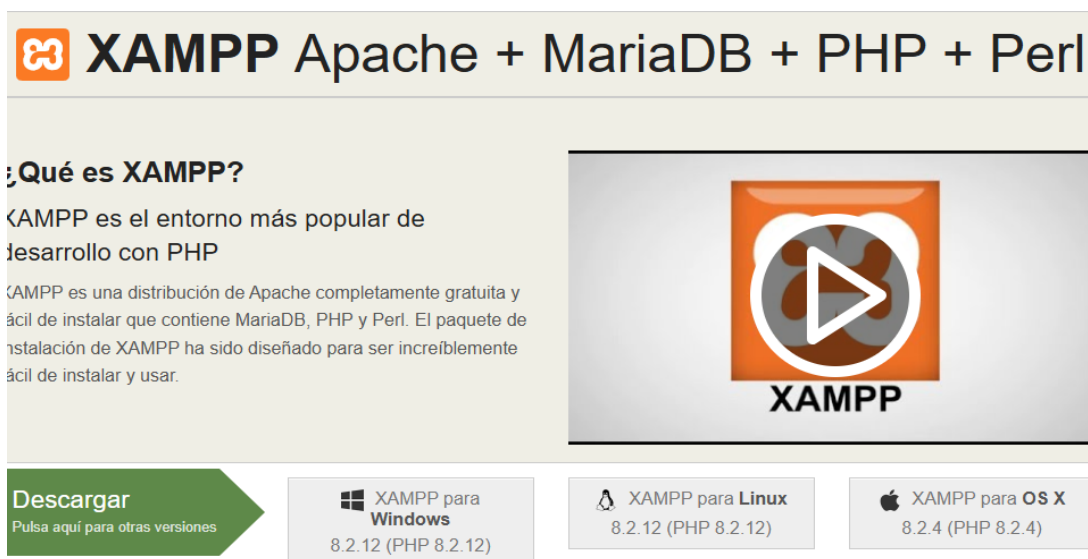 XAMPP Apache + MariaDB + PHP + Perl
¿Qué es XAMPP?
XAMPP es el entorno más popular de
desarrollo con PHP
XAMPP es una distribución de Apache completamente gratuita y
fácil de instalar que contiene MariaDB, PHP y Perl. El paquete de
instalación de XAMPP ha sido diseñado para ser increíblemente
fácil de instalar y usar.
XAMPP
Descargar
Pulsa aquí para otras versiones
XAMPP para
Windows
8.2.12 (PHP 8.2.12)
XAMPP para Linux
8.2.12 (PHP 8.2.12)
XAMPP para OS X
8.2.4 (PHP 8.2.4)